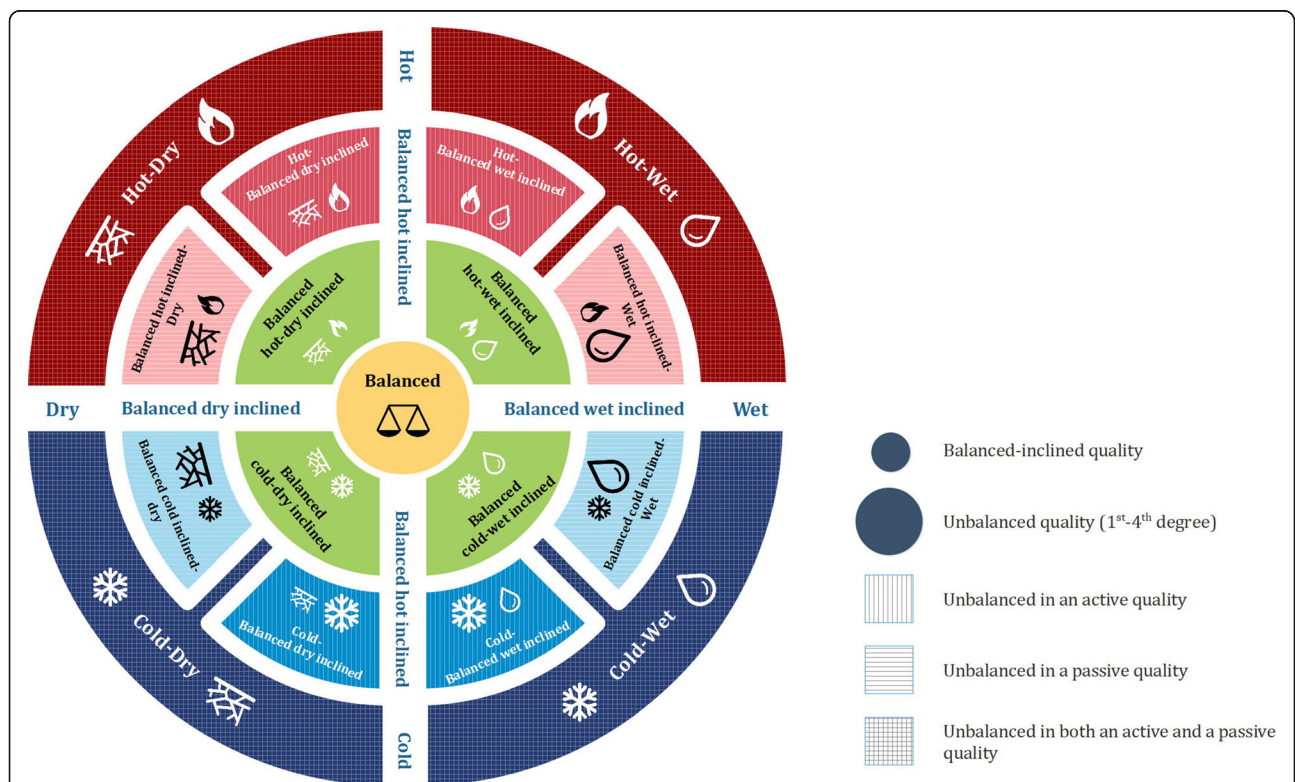 Hot
Balanced hot inclined
Hot-Dry
Hot-Wet
Hot-
Balanced dry inclined
Hot-
Balanced wet inclined
Balanced hot inclined-
Dry
Balanced
hot-dry inclined
Balanced
hot-wet inclined
Balanced hot inclined-
Wet
Balanced
Dry
Balanced dry inclined
Balanced wet inclined
Wet
Balanced cold inclined-
dry
Balanced
cold-dry inclined
Balanced
cold-wet inclined
Balanced cold inclined-
Wet
Cold-
Balanced dry inclined
Cold-
Balanced wet inclined
Balanced hot inclined
Cold-Dry
Cold-Wet
Cold
Balanced-inclined quality
Unbalanced quality (1st-4th degree)
Unbalanced in an active quality
Unbalanced in a passive quality
Unbalanced in both an active and a passive
quality